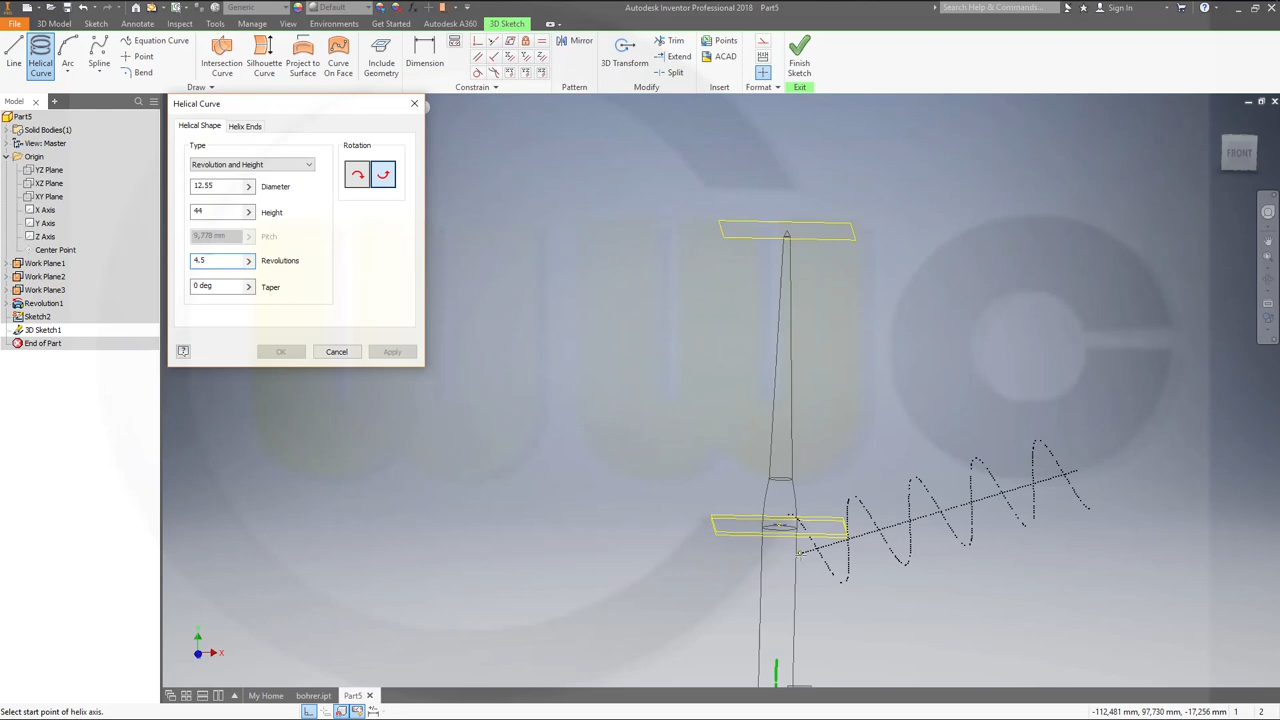 Generic
Default
Autodesk Inventor Professional 2018 Part5
Search Help & Commands...
Sign In
File
3D Model
Sketch
Annotate
Inspect
Tools
Manage
View
Environments
Get Started
Autodesk A360
3D Sketch
Line
Helical
Curve
Arc
Spline
Equation Curve
Point
Bend
Intersection
Curve
Silhouette
Curve
Project to
Surface
Curve
On Face
Include
Geometry
Dimension
Mirror
3D Transform
Trim
Extend
Split
Points
ACAD
Finish
Sketch
Draw
Constrain
Pattern
Modify
Insert
Format
Exit
Model
Part5
Solid Bodies(1)
View: Master
Origin
YZ Plane
XZ Plane
XY Plane
X Axis
Y Axis
Z Axis
Center Point
Work Plane1
Work Plane2
Work Plane3
Revolution1
Sketch2
3D Sketch1
End of Part
Helical Curve
Helical Shape
Helix Ends
Type
Revolution and Height
12.55
Diameter
44
Height
9,778 mm
Pitch
4.5
Revolutions
0 deg
Taper
Rotation
OK
Cancel
Apply
FRONT
X
My Home
bohrer.ipt
Part5
Select start point of helix axis.
-112,481 mm, 97,730 mm, -17,256 mm
1
2